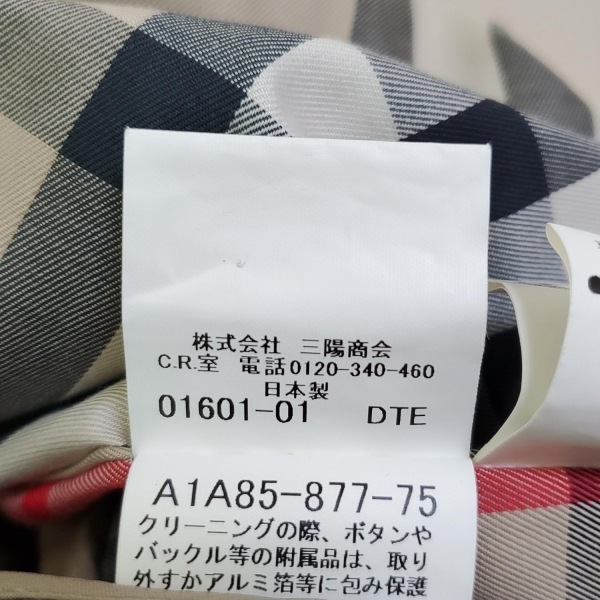 株式会社 三陽商会
C.R.室 電話0120-340-460
日本製
01601-01 DTE
A1A85-877-75
クリーニングの際、ボタンや
バックル等の附属品は、取り
外すかアルミ箔等に包み保護